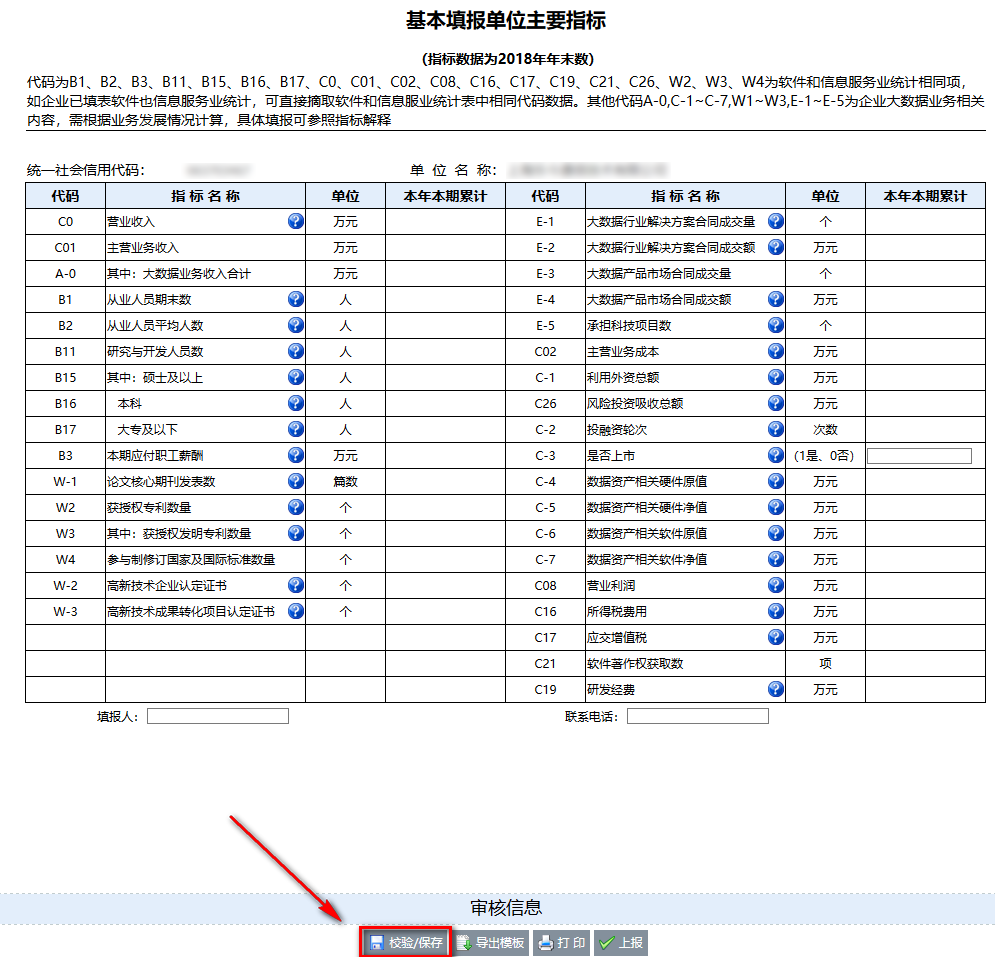 基本填报单位主要指标
(指标数据为2018年年末数)
代码为B1、B2、B3、B11、B15、B16、B17、C0、C01、C02、C08、C16、C17、C19、C21、C26、W2、W3、W4为软件和信息服务业统计相同项，
如企业已填表软件也信息服务业统计，可直接摘取软件和信息服业统计表中相同代码数据。其他代码A-0,C-1~C-7,W1~W3,E-1~E-5为企业大数据业务相关
内容，需根据业务发展情况计算，具体填报可参照指标解释
统一社会信用代码： 单 位 名 称：
代码 指 标 名 称 单位 本年本期累计 代码 指 标 名 称 单位 本年本期累计
C0 营业收入 万元 E-1 大数据行业解决方案合同成交量 个
C01 主营业务收入 万元 E-2 大数据行业解决方案合同成交额 万元
A-0 其中：大数据业务收入合计 万元 E-3 大数据产品市场合同成交量 个
B1 从业人员期末数 人 E-4 大数据产品市场合同成交额 万元
B2 从业人员平均人数 人 E-5 承担科技项目数 个
B11 研究与开发人员数 人 C02 主营业务成本 万元
B15 其中：硕士及以上 人 C-1 利用外资总额 万元
B16 本科 人 C26 风险投资吸收总额 万元
B17 大专及以下 人 C-2 投融资轮次 次数
B3 本期应付职工薪酬 万元 C-3 是否上市 (1是、0否)
W-1 论文核心期刊发表数 篇数 C-4 数据资产相关硬件原值 万元
W2 获授权专利数量 个 C-5 数据资产相关硬件净值 万元
W3 其中：获授权发明专利数量 个 C-6 数据资产相关软件原值 万元
W4 参与制修订国家及国际标准数量 个 C-7 数据资产相关软件净值 万元
W-2 高新技术企业认定证书 个 C08 营业利润 万元
W-3 高新技术成果转化项目认定证书 个 C16 所得税费用 万元
C17 应交增值税 万元
C21 软件著作权获取数 项
C19 研发经费 万元
填报人： 联系电话：
审核信息
校验/保存 导出模板 打 印 上报